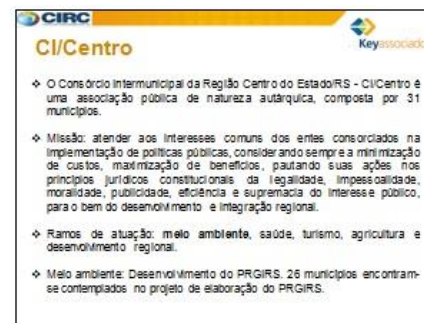 CIRC
CI/Centro
Keyassociado
❖ O Consórcio Intermunicipal da Região Centro do Estado/RS - CI/Centro é
uma associação pública de natureza autárquica, composta por 31
municípios.
❖ Missão: atender aos interesses comuns dos entes consorciados na
implementação de políticas públicas, considerando sempre a minimização
de custos, maximização de benefícios, pautando suas ações nos
princípios jurídicos constitucionais da legalidade, impessoalidade,
moralidade, publicidade, eficiência e supremacia do interesse público,
para o bem do desenvolvimento e integração regional.
❖ Ramos de atuação: meio ambiente, saúde, turismo, agricultura e
desenvolvimento regional.
❖ Meio ambiente: Desenvolvimento do PRGIRS. 26 municípios encontram-
se contemplados no projeto de elaboração do PRGIRS.